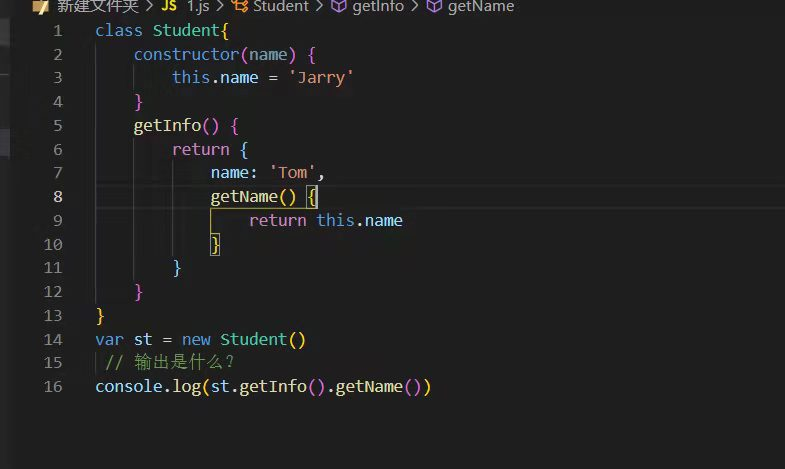 新建文件夹 > JS 1.js > Student > getInfo > getName
1 class Student{
2 constructor(name) {
3 this.name = 'Jarry'
4 }
5 getInfo() {
6 return {
7 name: 'Tom',
8 getName() {
9 return this.name
10 }
11 }
12 }
13 }
14 var st = new Student()
15 // 输出是什么？
16 console.log(st.getInfo().getName())